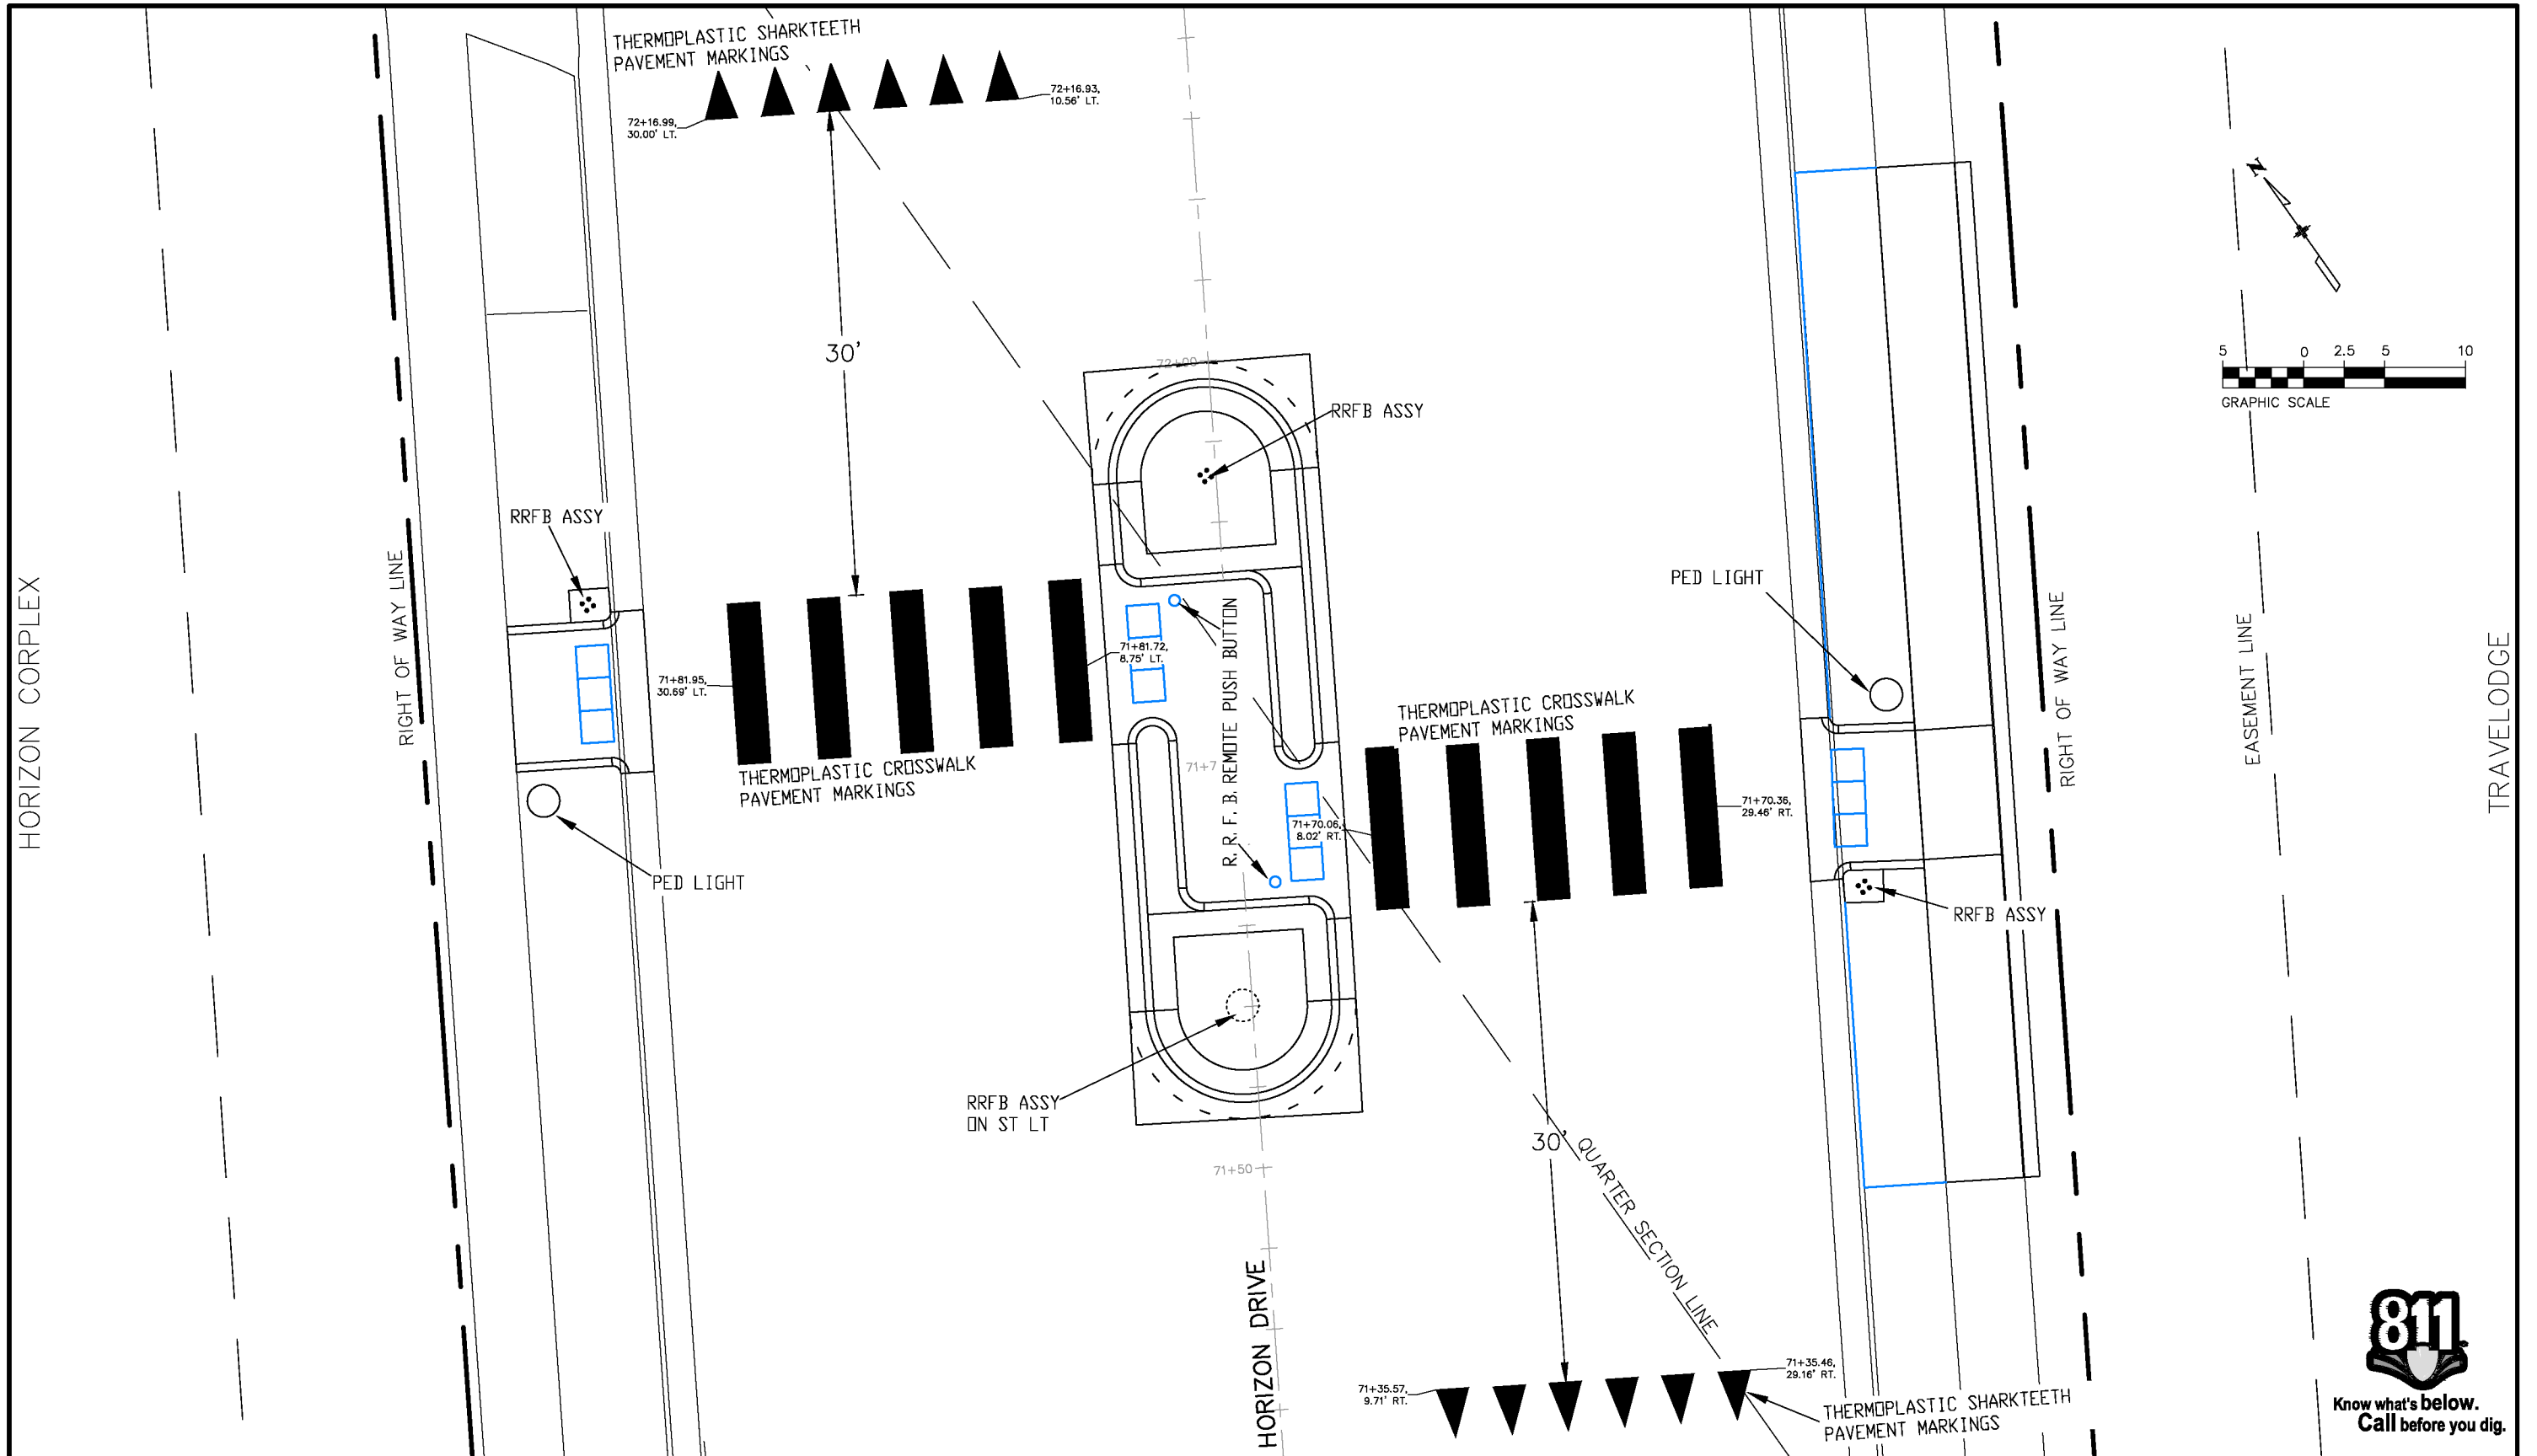 THERMOPLASTIC SHARKTEETH
PAVEMENT MARKINGS
72+16.93,
10.56' LT.
72+16.99,
30.00' LT.
N
30'
72+00
5 0 2.5 5 10
GRAPHIC SCALE
RRFB ASSY
RRFB ASSY
HORIZON CORPLEX
RIGHT OF WAY LINE
PED LIGHT
RIGHT OF WAY LINE
EASEMENT LINE
TRAVELODGE
R.R.F.B. REMOTE PUSH BUTTON
71+81.72,
8.75' LT.
71+81.95,
30.69' LT.
THERMOPLASTIC CROSSWALK
PAVEMENT MARKINGS
THERMOPLASTIC CROSSWALK
PAVEMENT MARKINGS
71+7
71+70.06,
8.02' RT.
71+70.36,
29.46' RT.
PED LIGHT
RRFB ASSY
RRFB ASSY
ON ST LT
30'
QUARTER SECTION LINE
71+50
HORIZON DRIVE
71+35.57,
9.71' RT.
71+35.46,
29.16' RT.
THERMOPLASTIC SHARKTEETH
PAVEMENT MARKINGS
811
Know what's below.
Call before you dig.